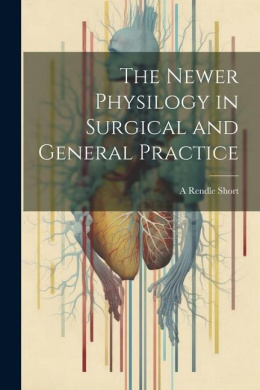 The Newer
Physilogy in
Surgical and
General Practice
A Rendle Short